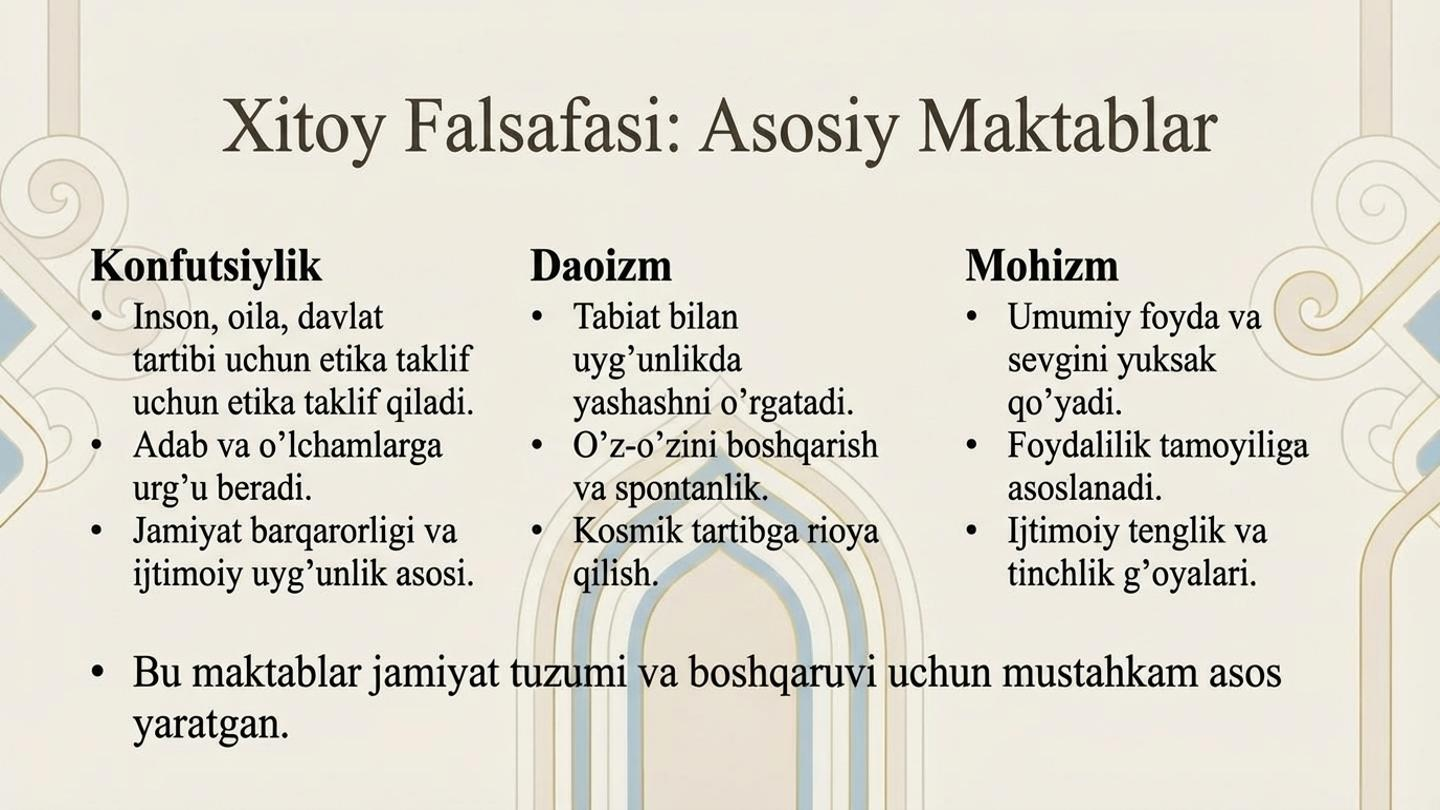 Xitoy Falsafasi: Asosiy Maktablar
Konfutsiylik
• Inson, oila, davlat
tartibi uchun etika taklif
uchun etika taklif qiladi.
• Adab va o’lchamlarga
urg’u beradi.
• Jamiyat barqarorligi va
ijtimoiy uyg’unlik asosi.
Daoizm
• Tabiat bilan
uyg’unlikda
yashashni o’rgatadi.
• O’z-o’zini boshqarish
va spontanlik.
• Kosmik tartibga rioya
qilish.
Mohizm
• Umumiy foyda va
sevgini yuksak
qo’yadi.
• Foydalilik tamoyiliga
asoslanadi.
• Ijtimoiy tenglik va
tinchlik g’oyalari.
• Bu maktablar jamiyat tuzumi va boshqaruvi uchun mustahkam asos
yaratgan.